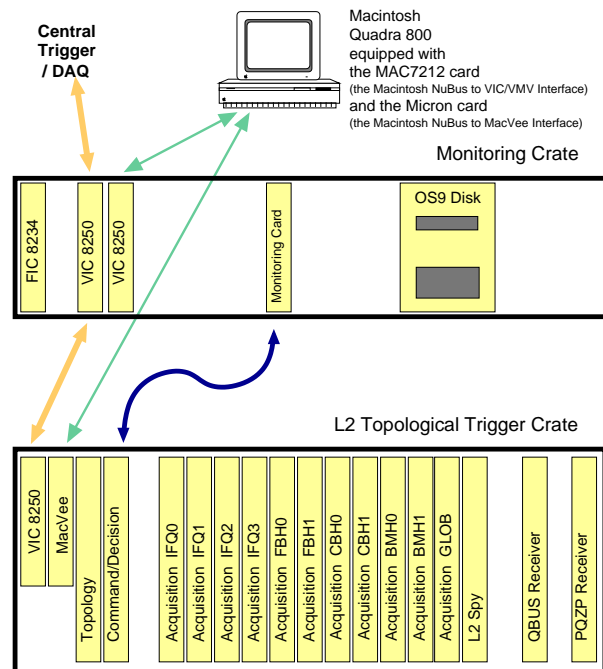 Central
Trigger
/ DAQ
Macintosh
Quadra 800
equipped with
the MAC7212 card
(the Macintosh NuBus to VIC/VMV Interface)
and the Micron card
(the Macintosh NuBus to MacVee Interface)
Monitoring Crate
FIC 8234
VIC 8250
VIC 8250
Monitoring Card
OS9 Disk
L2 Topological Trigger Crate
VIC 8250
MacVee
Topology
Command/Decision
Acquisition IFQ0
Acquisition IFQ1
Acquisition IFQ2
Acquisition IFQ3
Acquisition FBH0
Acquisition FBH1
Acquisition CBH0
Acquisition CBH1
Acquisition BMH0
Acquisition BMH1
Acquisition GLOB
L2 Spy
QBUS Receiver
PQZP Receiver